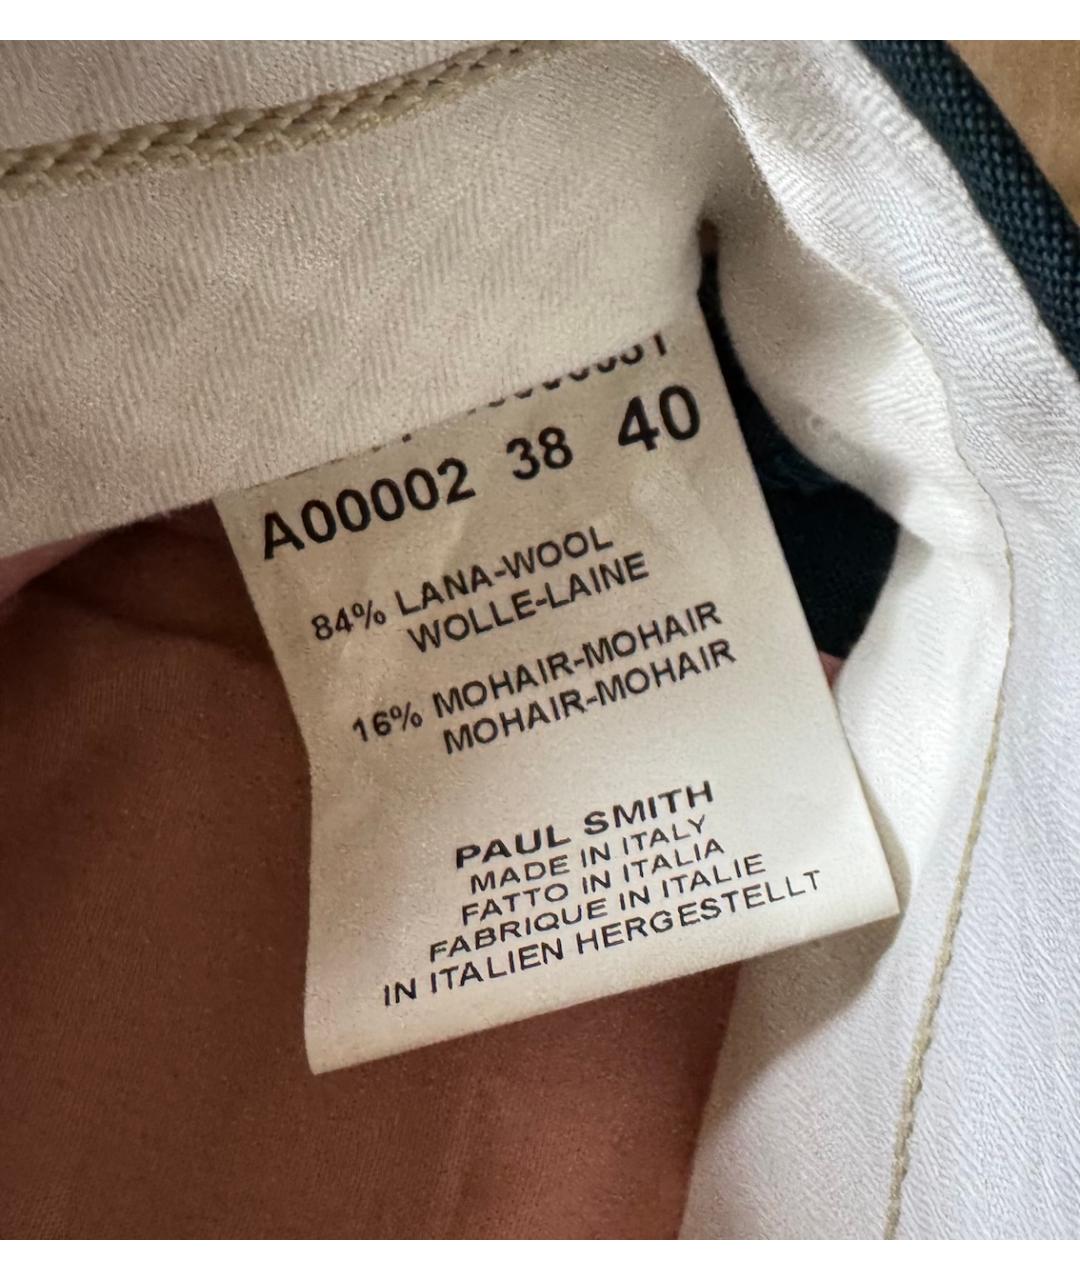 A00002 38 40
84% LANA-WOOL
WOLLE-LAINE
16% MOHAIR-MOHAIR
MOHAIR-MOHAIR
PAUL SMITH
MADE IN ITALY
FATTO IN ITALIA
FABRIQUE IN ITALIE
IN ITALIEN HERGESTELLT